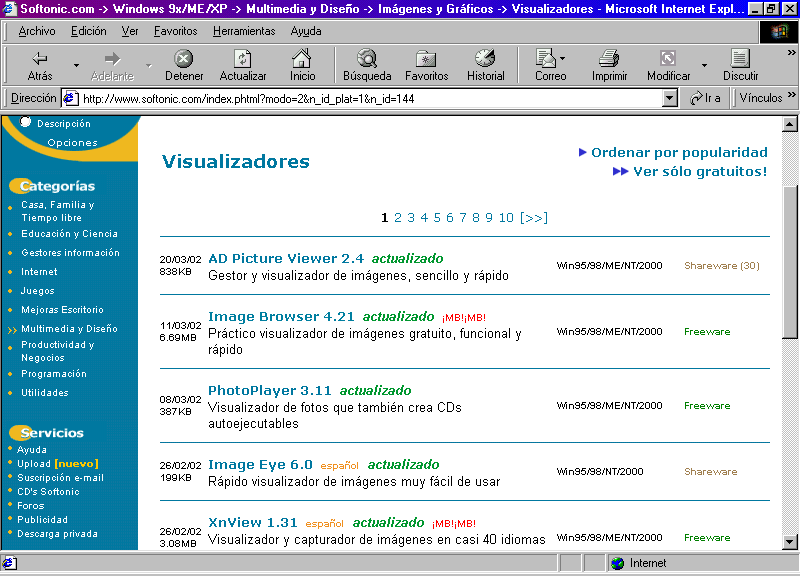 Softonic.com -> Windows 9x/ME/XP -> Multimedia y Diseño -> Imágenes y Gráficos -> Visualizadores - Microsoft Internet Expl...
Archivo Edición Ver Favoritos Herramientas Ayuda
Atrás Adelante Detener Actualizar Inicio Búsqueda Favoritos Historial Correo Imprimir Modificar Discutir
Dirección http://www.softonic.com/index.phtml?modo=2&n_id_plat=1&n_id=144 Ir a Vínculos
Descripción
Opciones
Categorías
Casa, Familia y
Tiempo libre
Educación y Ciencia
Gestores información
Internet
Juegos
Mejoras Escritorio
Multimedia y Diseño
Productividad y
Negocios
Programación
Utilidades
Servicios
Ayuda
Upload [nuevo]
Suscripción e-mail
CD's Softonic
Foros
Publicidad
Descarga privada
Visualizadores
Ordenar por popularidad
Ver sólo gratuitos!
1 2 3 4 5 6 7 8 9 10 [>>]
20/03/02 AD Picture Viewer 2.4 actualizado Win95/98/ME/NT/2000 Shareware (30)
838KB Gestor y visualizador de imágenes, sencillo y rápido
11/03/02 Image Browser 4.21 actualizado ¡MB!¡MB! Win95/98/ME/NT/2000 Freeware
6.69MB Práctico visualizador de imágenes gratuito, funcional y
rápido
08/03/02 PhotoPlayer 3.11 actualizado Win95/98/ME/NT/2000 Freeware
387KB Visualizador de fotos que también crea CDs
autoejecutables
26/02/02 Image Eye 6.0 español actualizado Win95/98/NT/2000 Shareware
199KB Rápido visualizador de imágenes muy fácil de usar
26/02/02 XnView 1.31 español actualizado ¡MB!¡MB! Win95/98/ME/NT/2000 Freeware
3.08MB Visualizador y capturador de imágenes en casi 40 idiomas
Internet